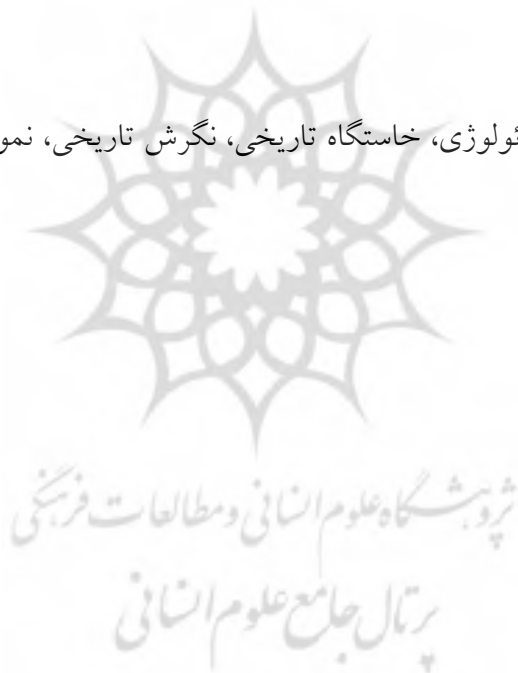 ئولوژی، خاستگاه تاریخی، نگرش تاریخی، نمو
پژوهشگاه علوم انسانی و مطالعات فرهنگی
پرتال جامع علوم انسانی